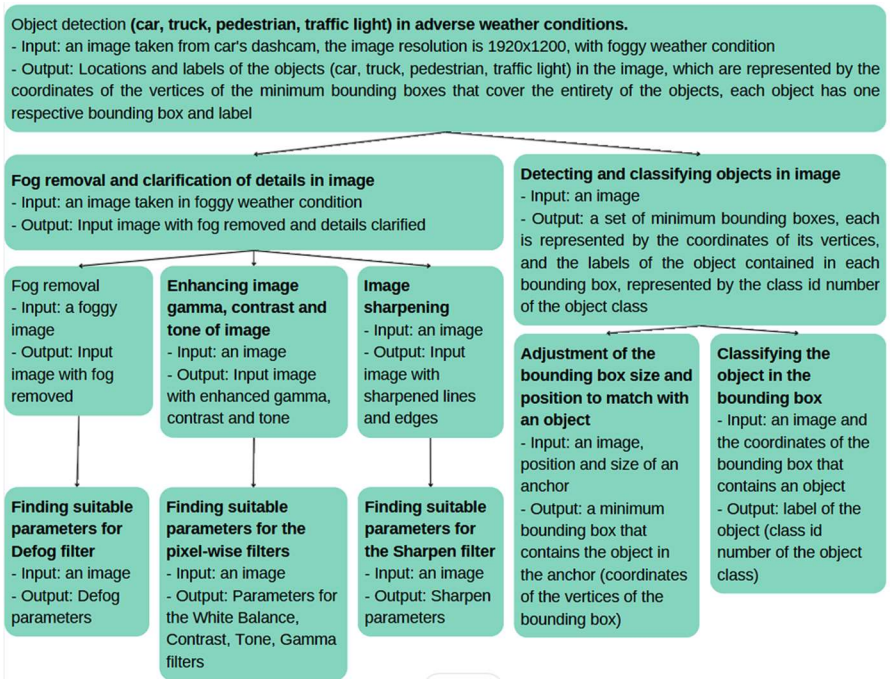 Object detection (car, truck, pedestrian, traffic light) in adverse weather conditions.
- Input: an image taken from car's dashcam, the image resolution is 1920x1200, with foggy weather condition
- Output: Locations and labels of the objects (car, truck, pedestrian, traffic light) in the image, which are represented by the
coordinates of the vertices of the minimum bounding boxes that cover the entirety of the objects, each object has one
respective bounding box and label
Fog removal and clarification of details in image
- Input: an image taken in foggy weather condition
- Output: Input image with fog removed and details clarified
Detecting and classifying objects in image
- Input: an image
- Output: a set of minimum bounding boxes, each
is represented by the coordinates of its vertices,
and the labels of the object contained in each
bounding box, represented by the class id number
of the object class
Fog removal
- Input: a foggy
image
- Output: Input
image with fog
removed
Enhancing image
gamma, contrast and
tone of image
- Input: an image
- Output: Input image
with enhanced gamma,
contrast and tone
Image
sharpening
- Input: an image
- Output: Input
image with
sharpened lines
and edges
Adjustment of the
bounding box size and
position to match with
an object
- Input: an image,
position and size of an
anchor
- Output: a minimum
bounding box that
contains the object in
the anchor (coordinates
of the vertices of the
bounding box)
Classifying the
object in the
bounding box
- Input: an image and
the coordinates of the
bounding box that
contains an object
- Output: label of the
object (class id
number of the object
class)
Finding suitable
parameters for
Defog filter
- Input: an image
- Output: Defog
parameters
Finding suitable
parameters for the
pixel-wise filters
- Input: an image
- Output: Parameters for
the White Balance,
Contrast, Tone, Gamma
filters
Finding suitable
parameters for
the Sharpen filter
- Input: an image
- Output: Sharpen
parameters